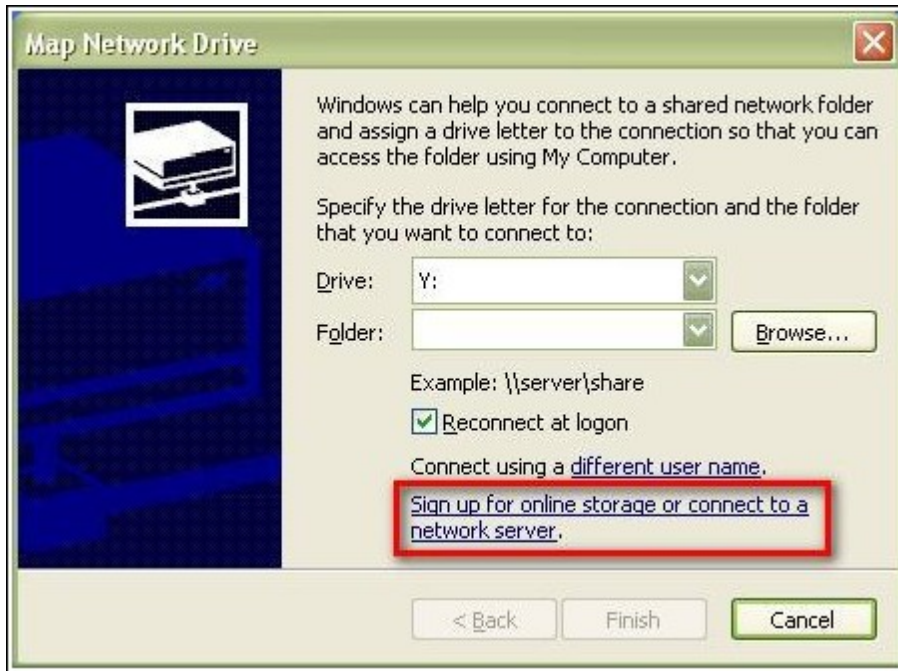 Map Network Drive
Windows can help you connect to a shared network folder
and assign a drive letter to the connection so that you can
access the folder using My Computer.
Specify the drive letter for the connection and the folder
that you want to connect to:
Drive: Y:
Folder: Browse...
Example: \\server\share
Reconnect at logon
Connect using a different user name.
Sign up for online storage or connect to a
network server.
< Back Finish Cancel